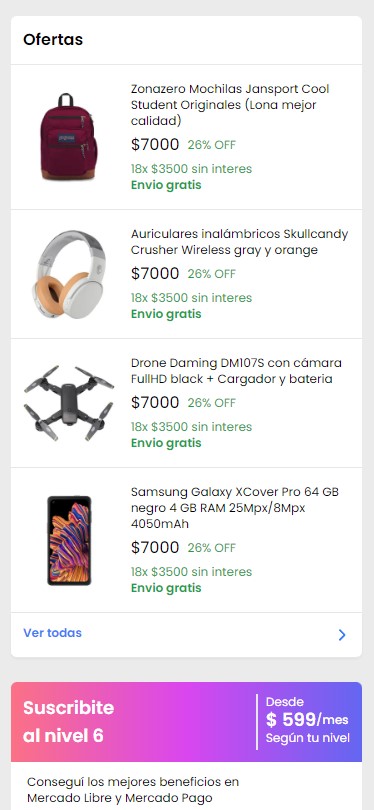 Ofertas
Zonazero Mochilas Jansport Cool
Student Originales (Lona mejor
calidad)
$7000 26% OFF
18x $3500 sin interes
Envio gratis
Auriculares inalámbricos Skullcandy
Crusher Wireless gray y orange
$7000 26% OFF
18x $3500 sin interes
Envio gratis
Drone Daming DM107S con cámara
FullHD black + Cargador y bateria
$7000 26% OFF
18x $3500 sin interes
Envio gratis
Samsung Galaxy XCover Pro 64 GB
negro 4 GB RAM 25Mpx/8Mpx
4050mAh
$7000 26% OFF
18x $3500 sin interes
Envio gratis
Ver todas
Suscribite
al nivel 6
Desde
$ 599/mes
Según tu nivel
Conseguí los mejores beneficios en
Mercado Libre y Mercado Pago